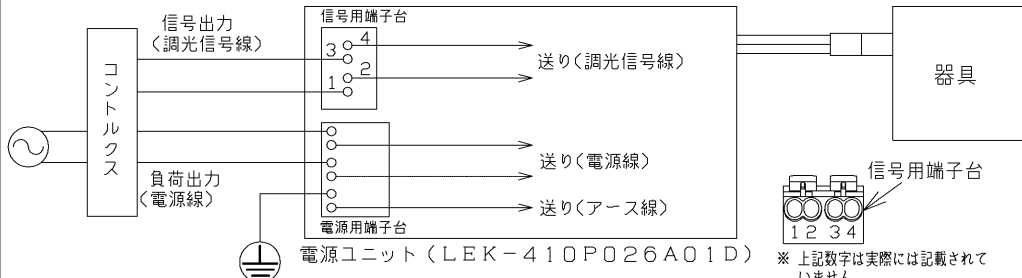 信号出力
（調光信号線）
コントルクス
負荷出力
（電源線）
信号用端子台
4
3
2
1
送り（調光信号線）
送り（電源線）
送り（アース線）
電源用端子台
電源ユニット（LEK－410P026A01D）
器具
信号用端子台
1 2 3 4
※ 上記数字は実際には記載されて
いません